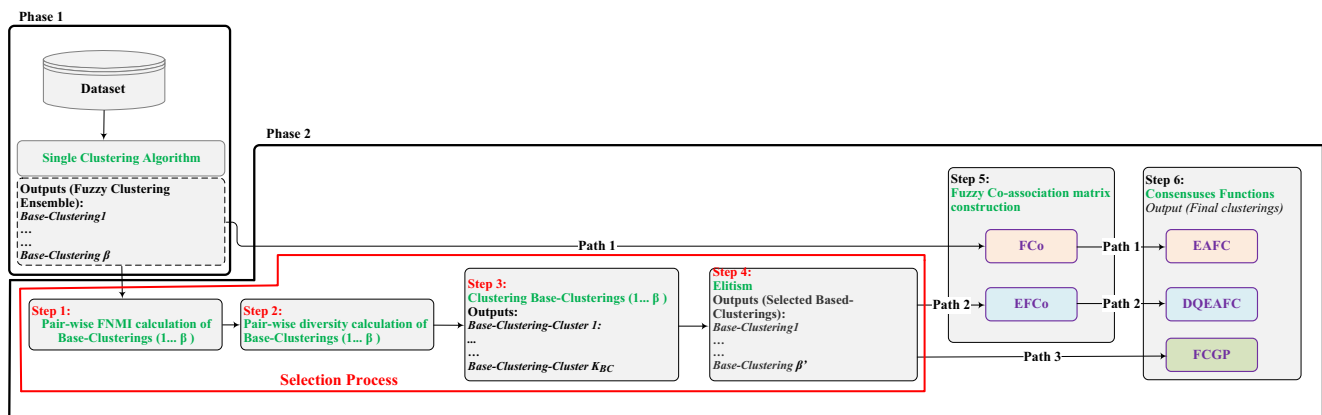 Phase 1
Dataset
Single Clustering Algorithm
Outputs (Fuzzy Clustering
Ensemble):
Base-Clustering1
…
…
Base-Clustering β
Phase 2
Path 1
Step 1:
Pair-wise FNMI calculation of
Base-Clusterings (1... β )
Step 2:
Pair-wise diversity calculation of
Base-Clusterings (1... β )
Step 3:
Clustering Base-Clusterings (1... β )
Outputs:
Base-Clustering-Cluster 1:
...
…
Base-Clustering-Cluster K_BC
Step 4:
Elitism
Outputs (Selected Based-
Clusterings):
Base-Clustering1
…
…
Base-Clustering β’
Selection Process
Path 2
Path 3
Step 5:
Fuzzy Co-association matrix
construction
FCo
EFCo
Path 1
Path 2
Step 6:
Consensuses Functions
Output (Final clusterings)
EAFC
DQEAFC
FCGP